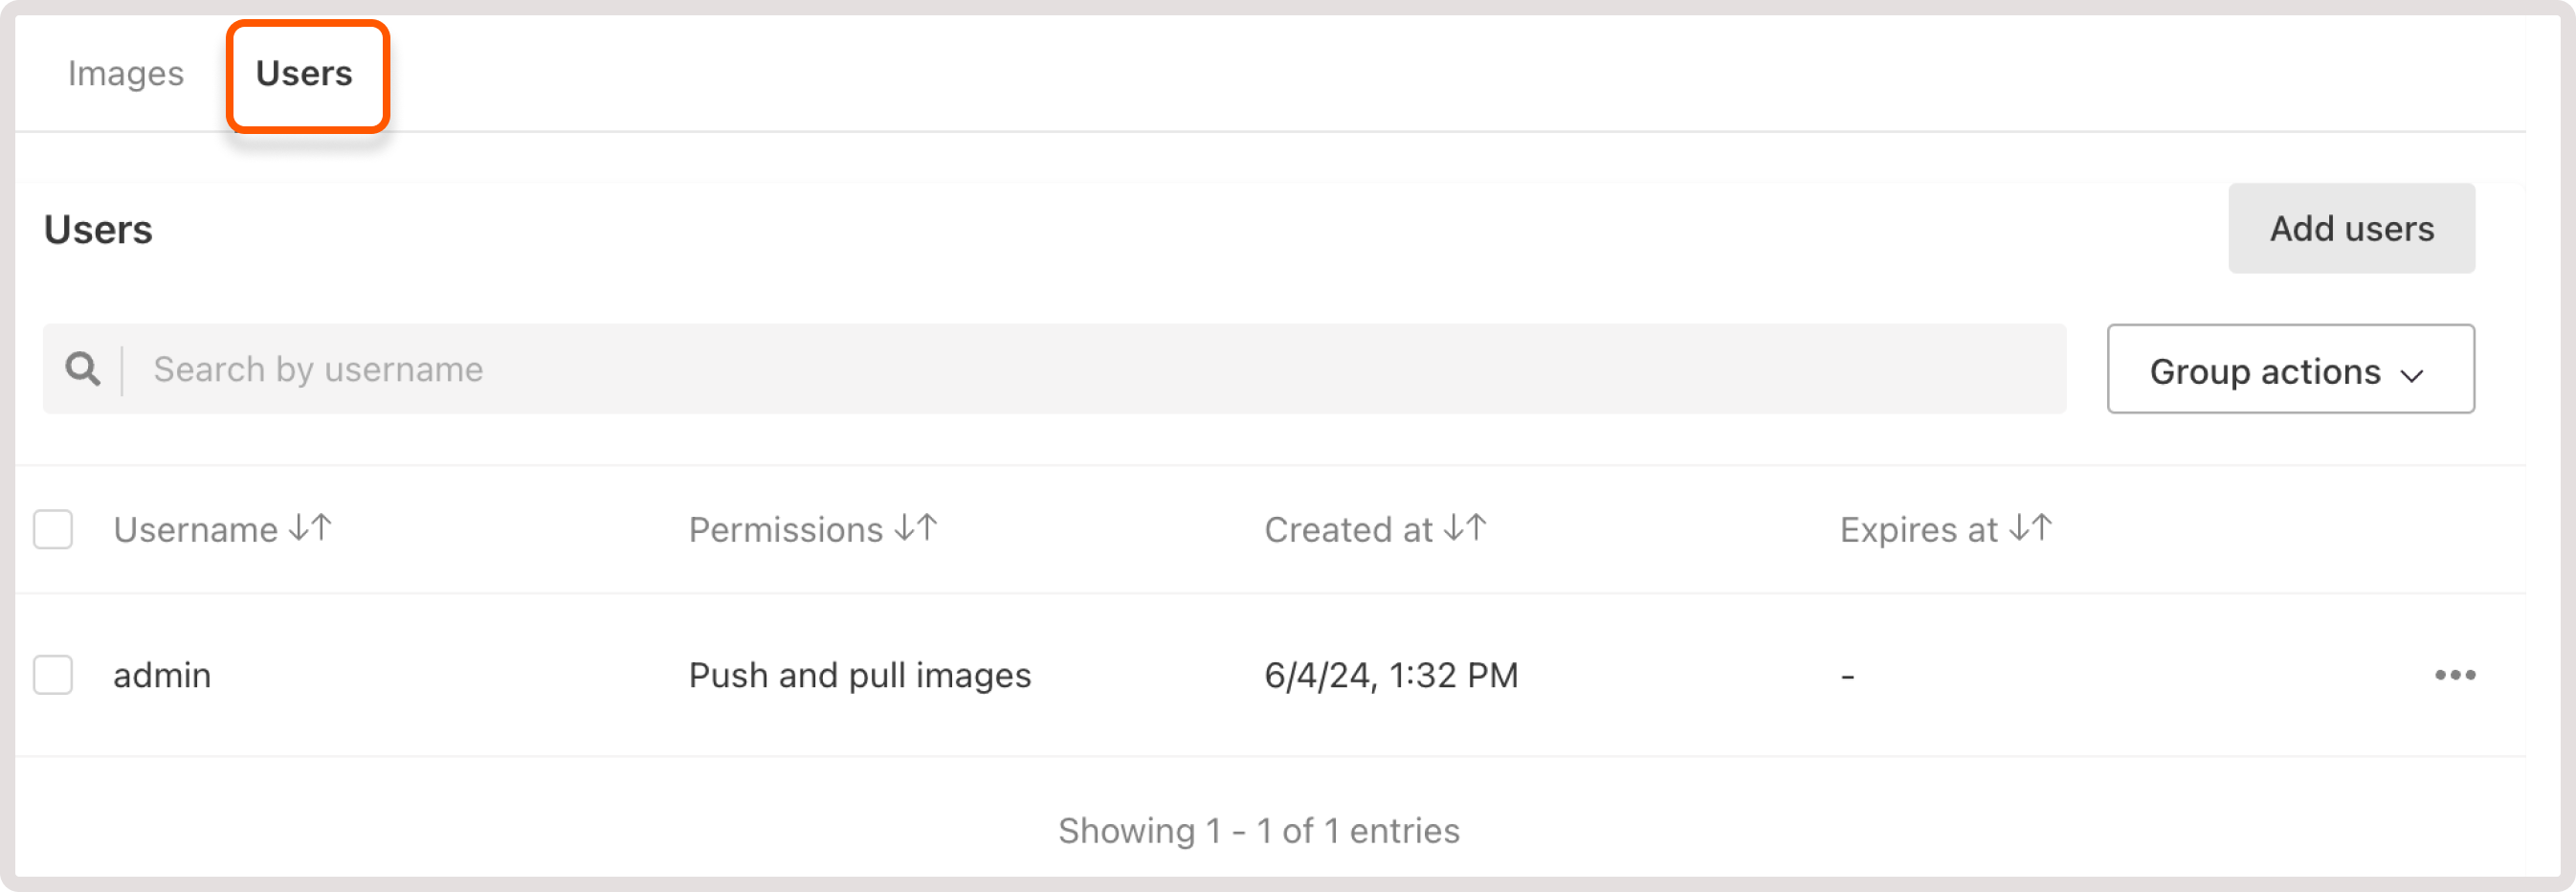 Images Users
Users Add users
Search by username Group actions
Username Permissions Created at Expires at
admin Push and pull images 6/4/24, 1:32 PM -
Showing 1 - 1 of 1 entries